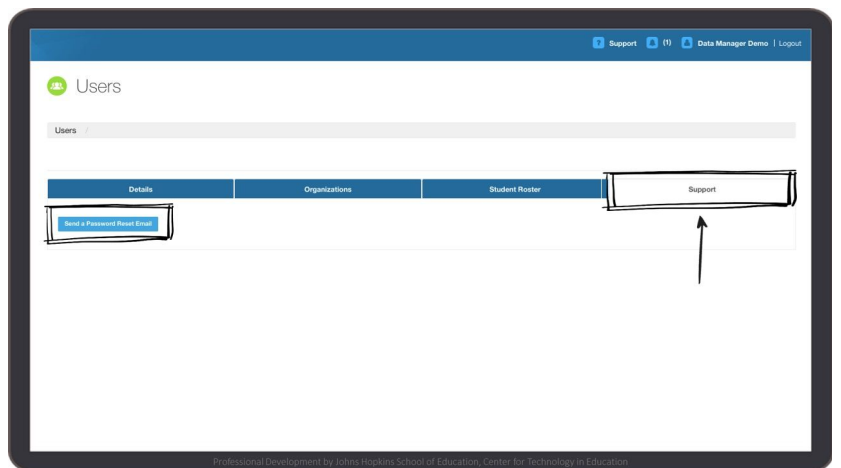 ? Support (1) Data Manager Demo | Logout
Users
Users /
Details Organizations Student Roster Support
Send a Password Reset Email
Professional Development by Johns Hopkins School of Education, Center for Technology in Education